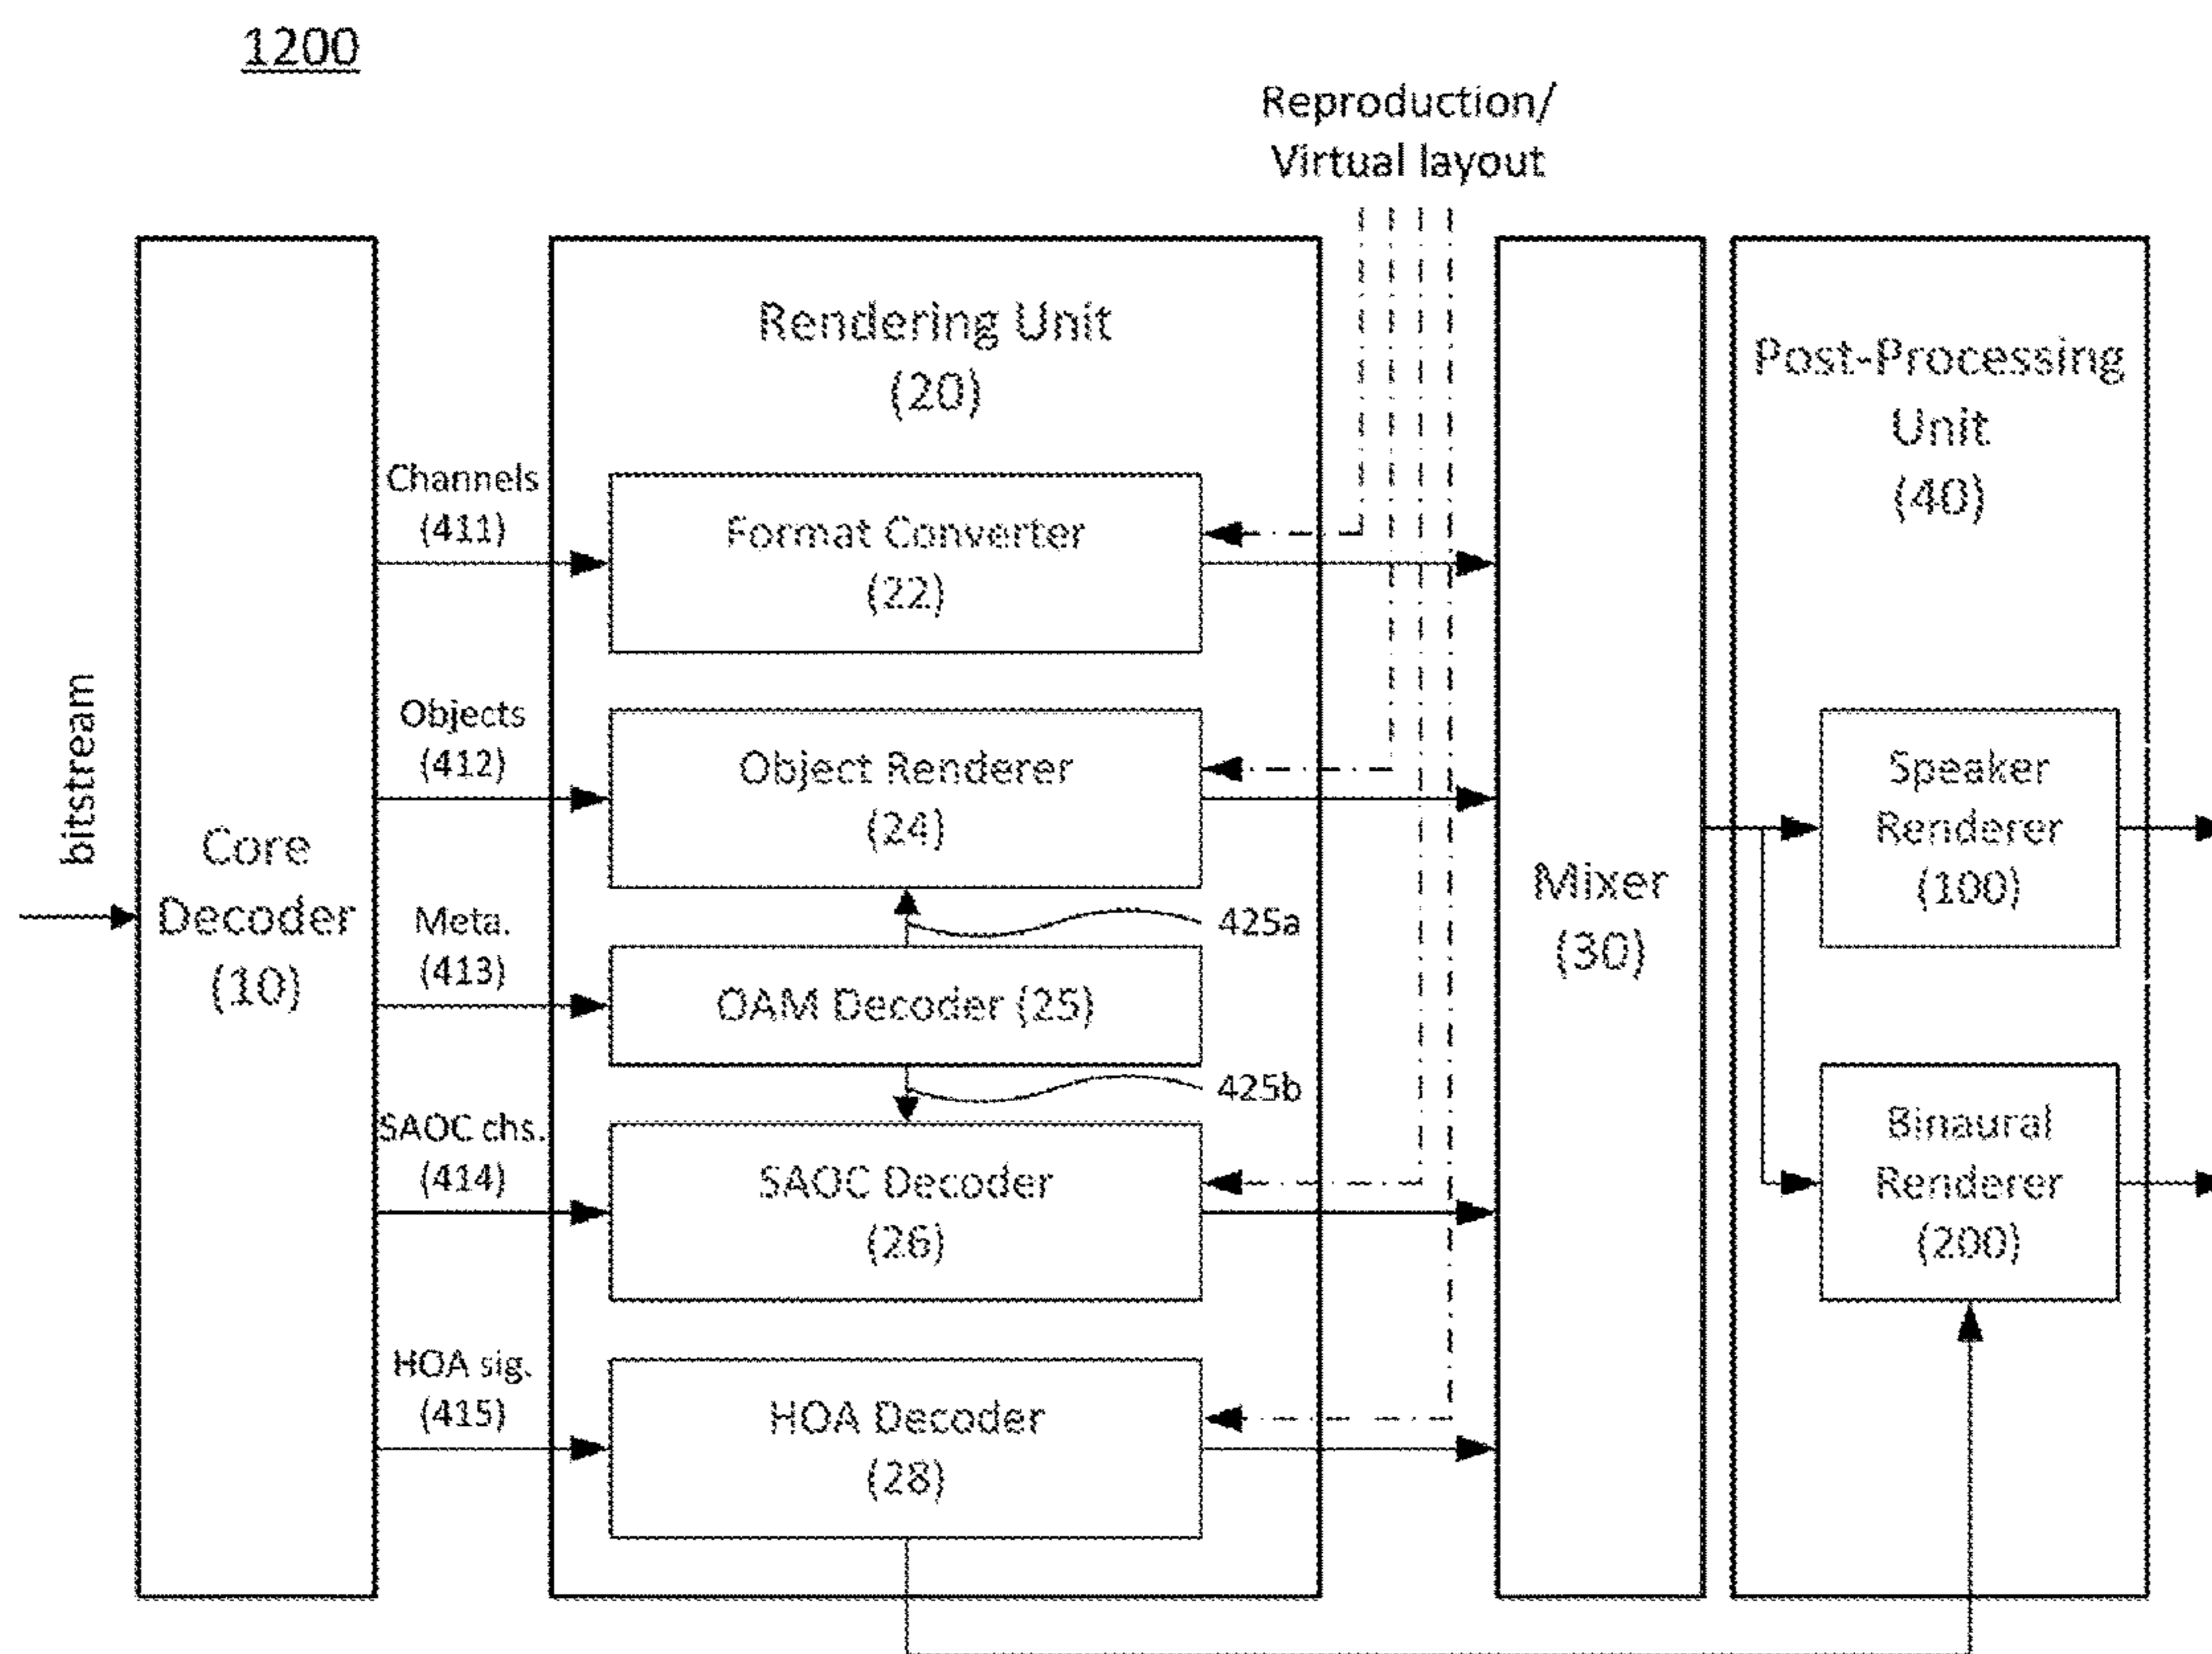 1200
Reproduction/
Virtual layout
bitstream
Core
Decoder
(10)
Channels
(411)
Objects
(412)
Meta.
(413)
SAOC chs.
(414)
HOA sig.
(415)
Rendering Unit
(20)
Format Converter
(22)
Object Renderer
(24)
425a
OAM Decoder (25)
425b
SAOC Decoder
(26)
HOA Decoder
(28)
Mixer
(30)
Post-Processing
Unit
(40)
Speaker
Renderer
(100)
Binaural
Renderer
(200)